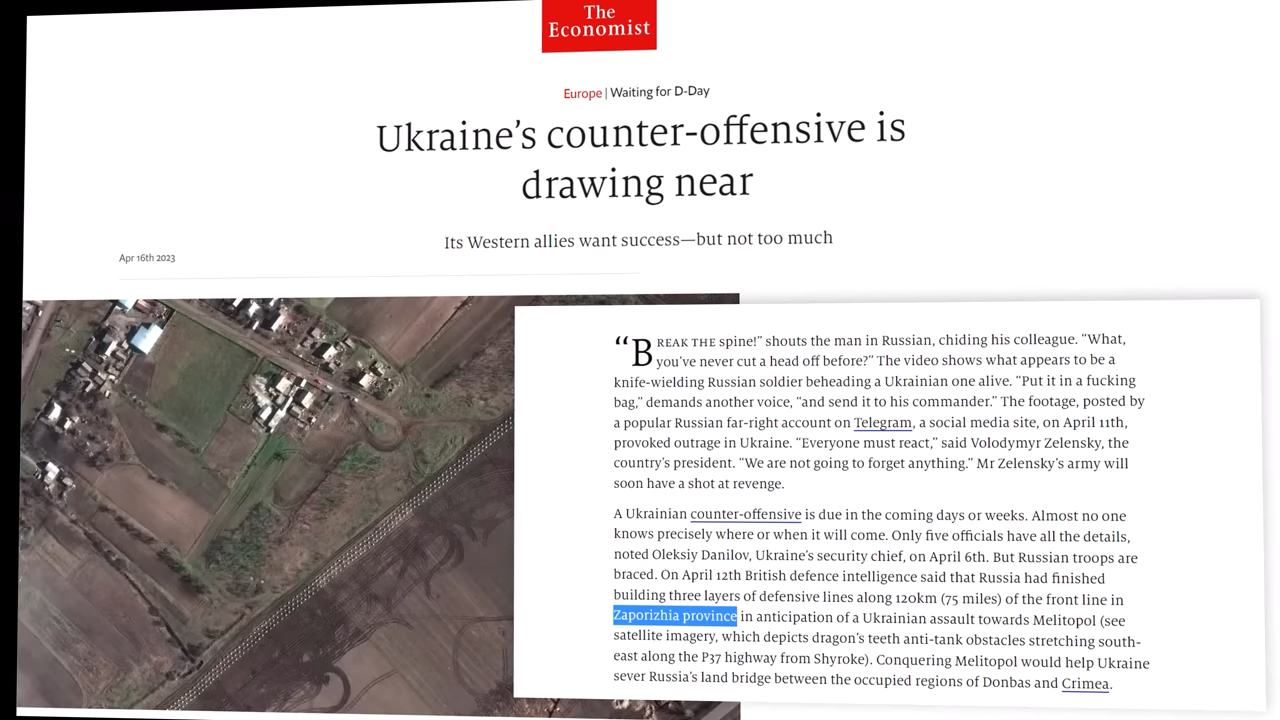 The
Economist
Europe | Waiting for D-Day
Ukraine’s counter-offensive is
drawing near
Its Western allies want success—but not too much
Apr 16th 2023
“BREAK THE spine!” shouts the man in Russian, chiding his colleague. “What,
you’ve never cut a head off before?” The video shows what appears to be a
knife-wielding Russian soldier beheading a Ukrainian one alive. “Put it in a fucking
bag,” demands another voice, “and send it to his commander.” The footage, posted by
a popular Russian far-right account on Telegram, a social media site, on April 11th,
provoked outrage in Ukraine. “Everyone must react,” said Volodymyr Zelensky, the
country’s president. “We are not going to forget anything.” Mr Zelensky’s army will
soon have a shot at revenge.
A Ukrainian counter-offensive is due in the coming days or weeks. Almost no one
knows precisely where or when it will come. Only five officials have all the details,
noted Oleksiy Danilov, Ukraine’s security chief, on April 6th. But Russian troops are
braced. On April 12th British defence intelligence said that Russia had finished
building three layers of defensive lines along 120km (75 miles) of the front line in
Zaporizhia province in anticipation of a Ukrainian assault towards Melitopol (see
satellite imagery, which depicts dragon’s teeth anti-tank obstacles stretching south-
east along the P37 highway from Shyroke). Conquering Melitopol would help Ukraine
sever Russia’s land bridge between the occupied regions of Donbas and Crimea.